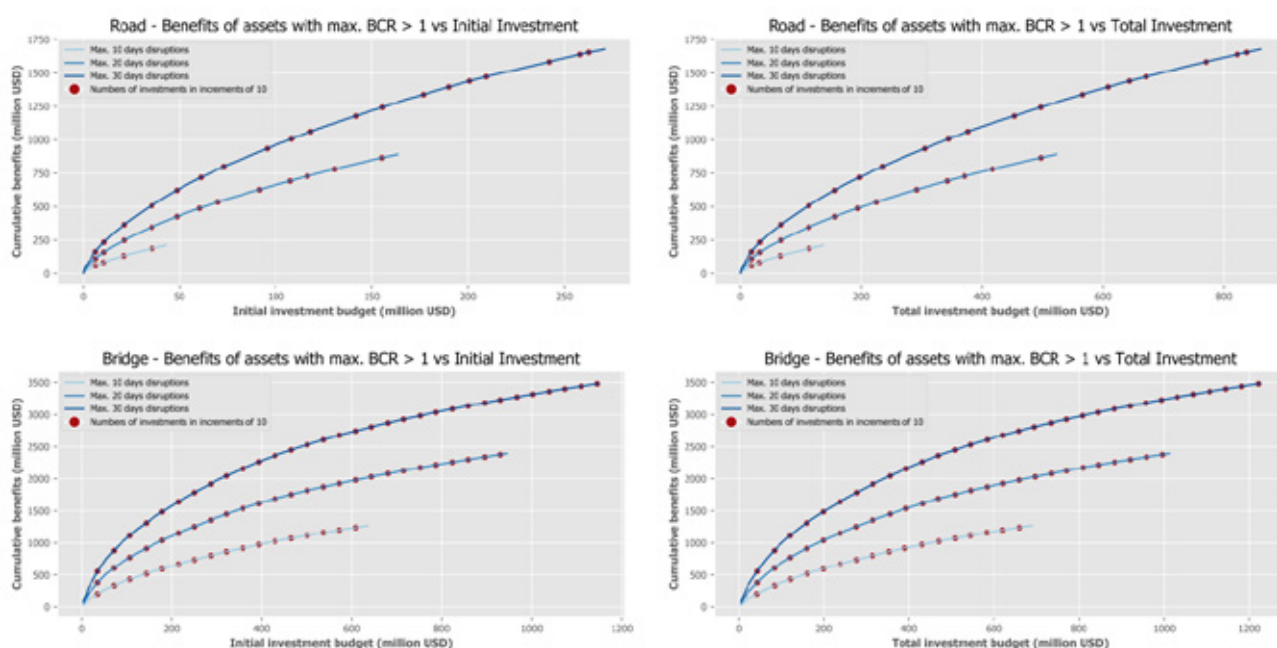 Road - Benefits of assets with max. BCR > 1 vs Initial Investment
Cumulative benefits (million USD)
1750
1500
1250
1000
750
500
250
0
Max. 10 days disruptions
Max. 20 days disruptions
Max. 30 days disruptions
Numbers of investments in increments of 10
0 50 100 150 200 250
Initial investment budget (million USD)
Road - Benefits of assets with max. BCR > 1 vs Total Investment
Cumulative benefits (million USD)
1750
1500
1250
1000
750
500
250
0
Max. 10 days disruptions
Max. 20 days disruptions
Max. 30 days disruptions
Numbers of investments in increments of 10
0 200 400 600 800
Total investment budget (million USD)
Bridge - Benefits of assets with max. BCR > 1 vs Initial Investment
Cumulative benefits (million USD)
3500
3000
2500
2000
1500
1000
500
0
Max. 10 days disruptions
Max. 20 days disruptions
Max. 30 days disruptions
Numbers of investments in increments of 10
0 200 400 600 800 1000 1200
Initial investment budget (million USD)
Bridge - Benefits of assets with max. BCR > 1 vs Total Investment
Cumulative benefits (million USD)
3500
3000
2500
2000
1500
1000
500
0
Max. 10 days disruptions
Max. 20 days disruptions
Max. 30 days disruptions
Numbers of investments in increments of 10
0 200 400 600 800 1000 1200
Total investment budget (million USD)